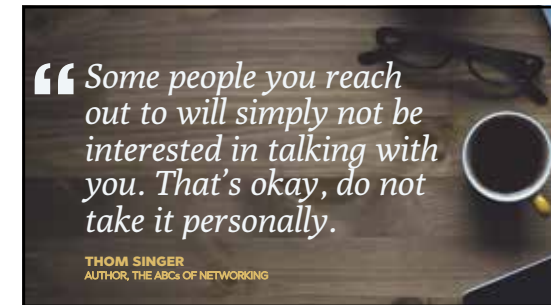 “ Some people you reach
out to will simply not be
interested in talking with
you. That's okay, do not
take it personally.
THOM SINGER
AUTHOR, THE ABCs OF NETWORKING